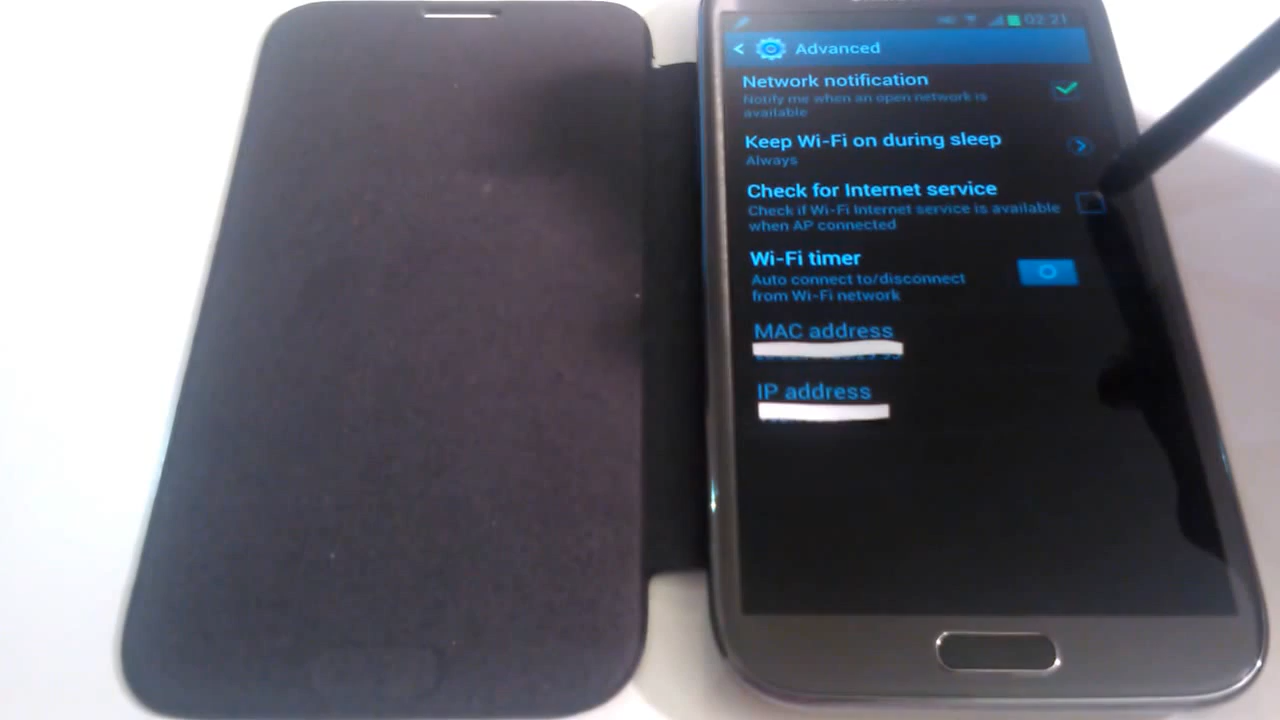 02:21
Advanced
Network notification
Notify me when an open network is
available
Keep Wi-Fi on during sleep
Always
Check for Internet service
Check if Wi-Fi Internet service is available
when AP connected
Wi-Fi timer
Auto connect to/disconnect
from Wi-Fi network
MAC address
IP address